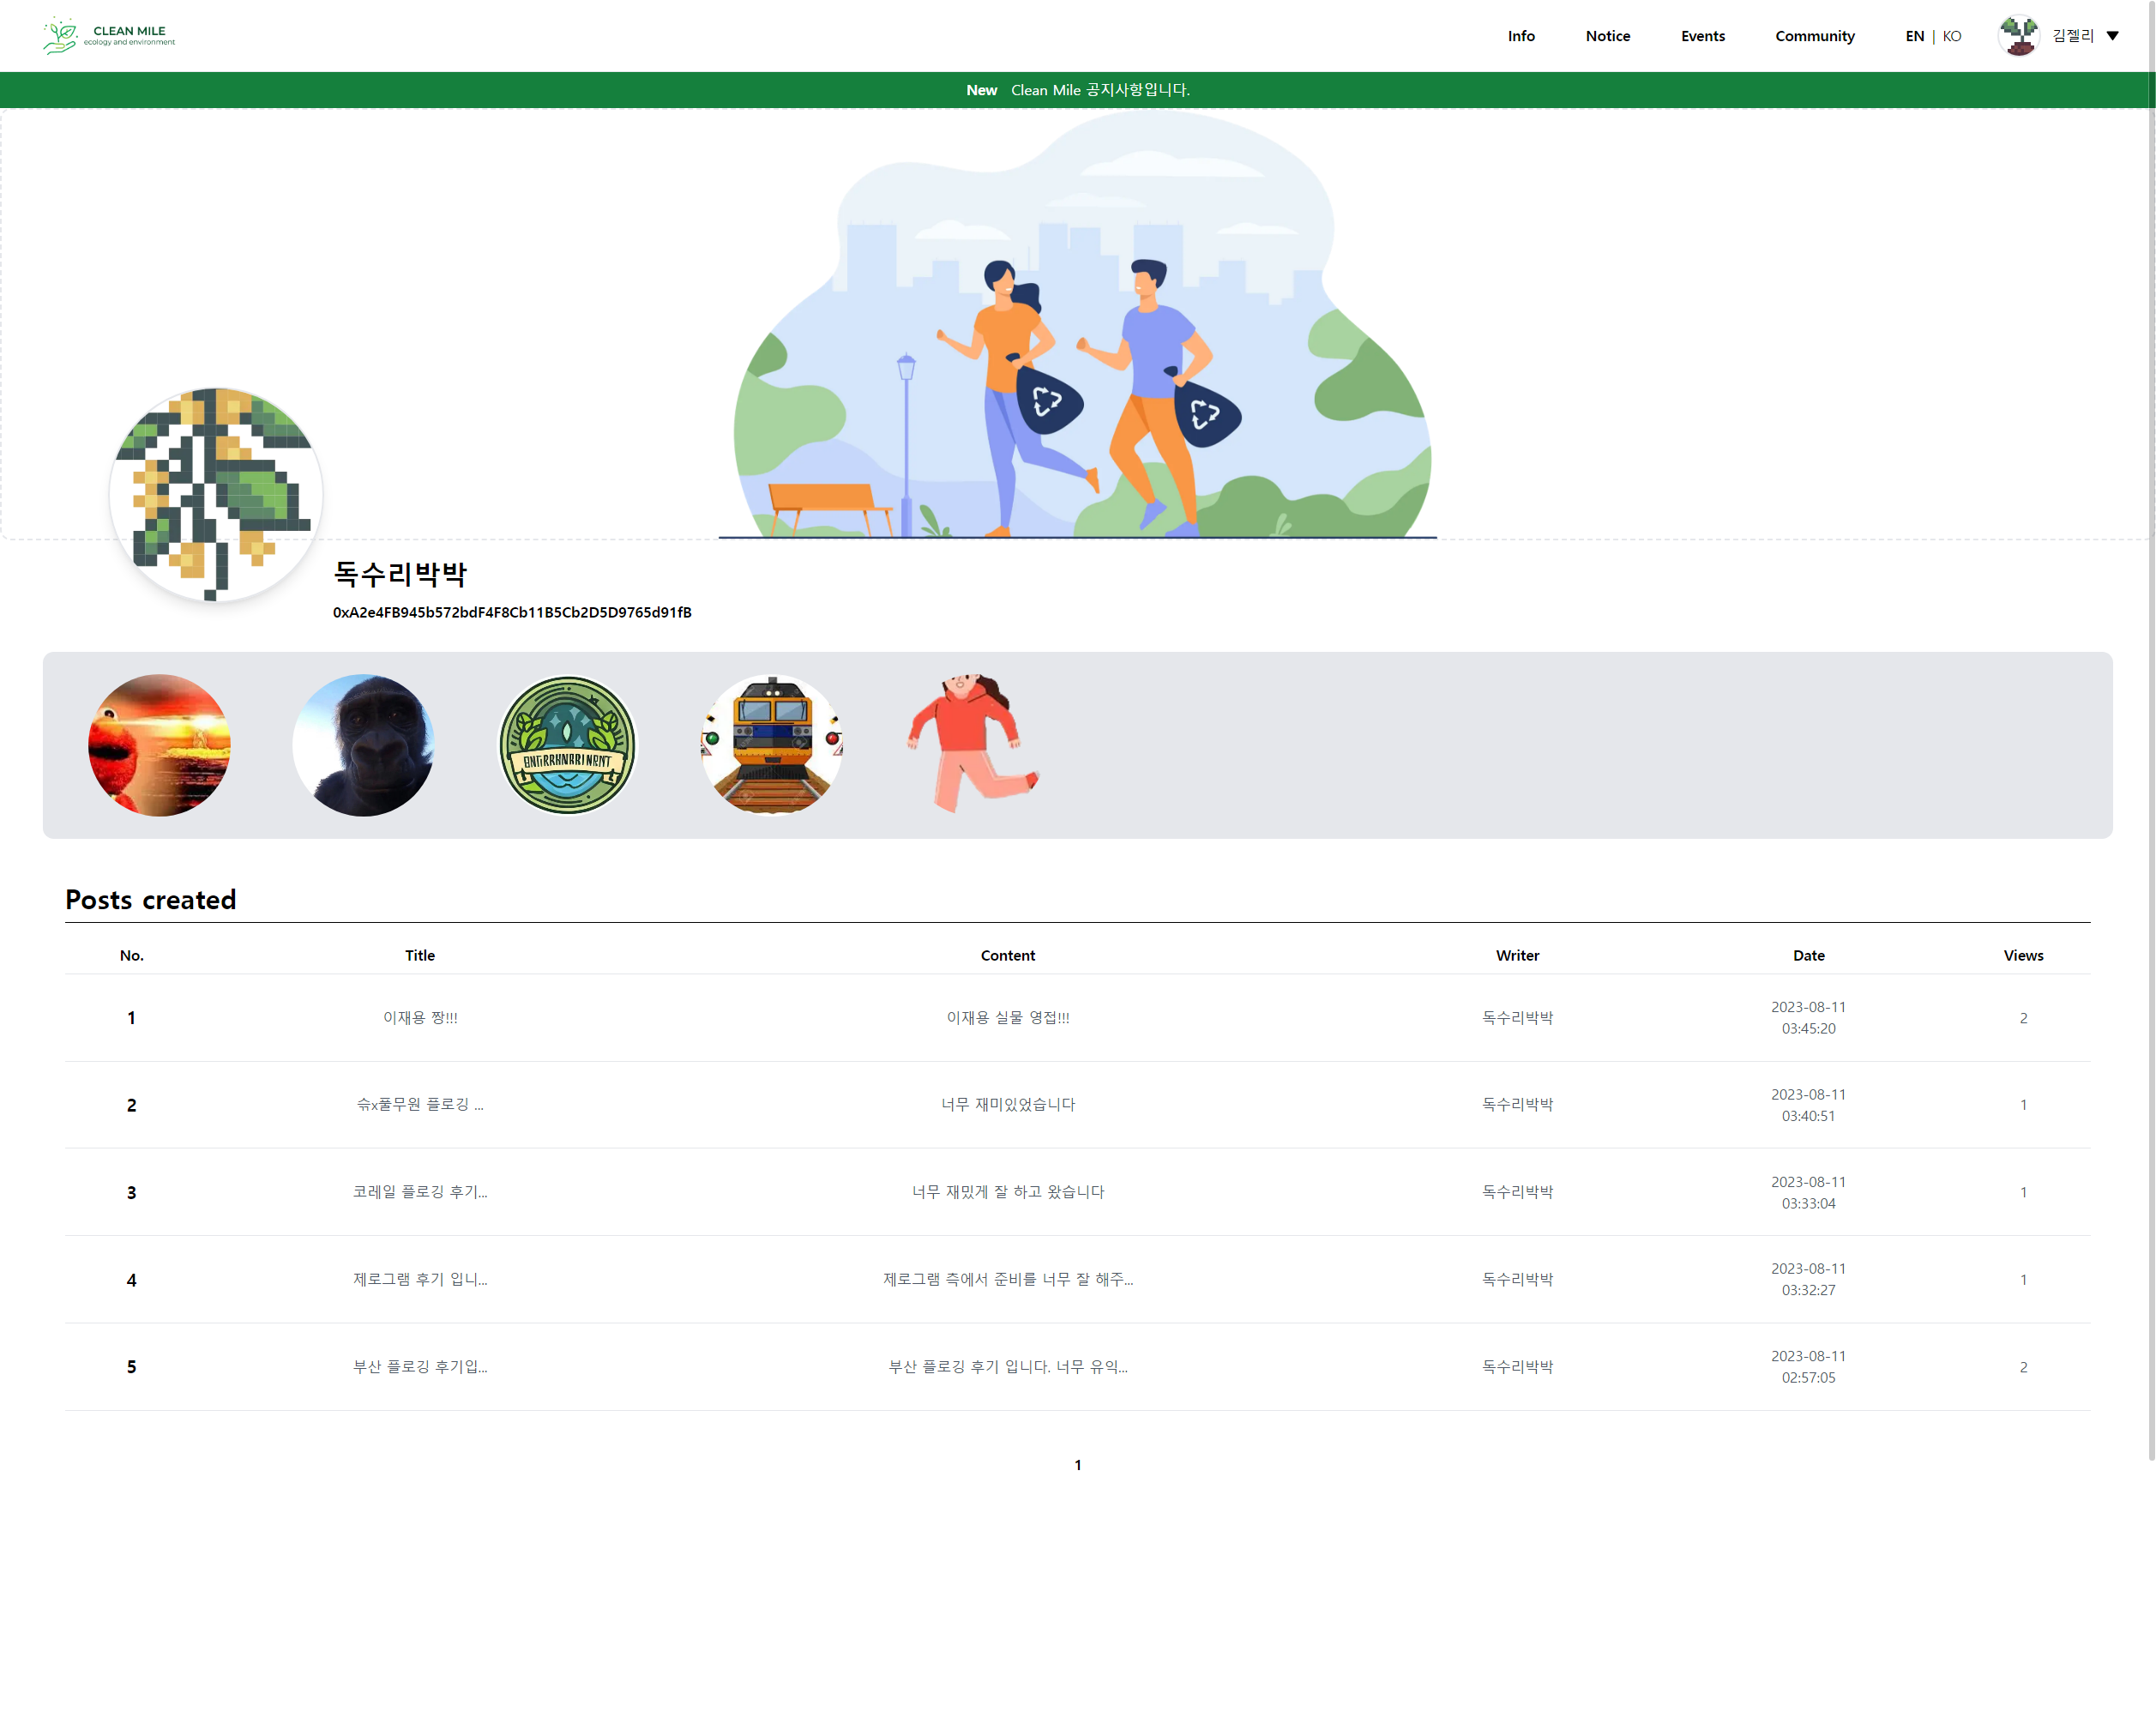 CLEAN MILE
ecology and environment
Info Notice Events Community EN | KO 김젤리
New Clean Mile 공지사항입니다.
독수리박박
0xA2e4FB945b572bdF4F8Cb11B5Cb2D5D9765d91fB
Posts created
No. Title Content Writer Date Views
1 이재용 짱!!! 이재용 실물 영접!!! 독수리박박 2023-08-11 03:45:20 2
2 슦x풀무원 플로깅 ... 너무 재미있었습니다 독수리박박 2023-08-11 03:40:51 1
3 코레일 플로깅 후기... 너무 재밌게 잘 하고 왔습니다 독수리박박 2023-08-11 03:33:04 1
4 제로그램 후기 입니... 제로그램 측에서 준비를 너무 잘 해주... 독수리박박 2023-08-11 03:32:27 1
5 부산 플로깅 후기입... 부산 플로깅 후기 입니다. 너무 유익... 독수리박박 2023-08-11 02:57:05 2
1